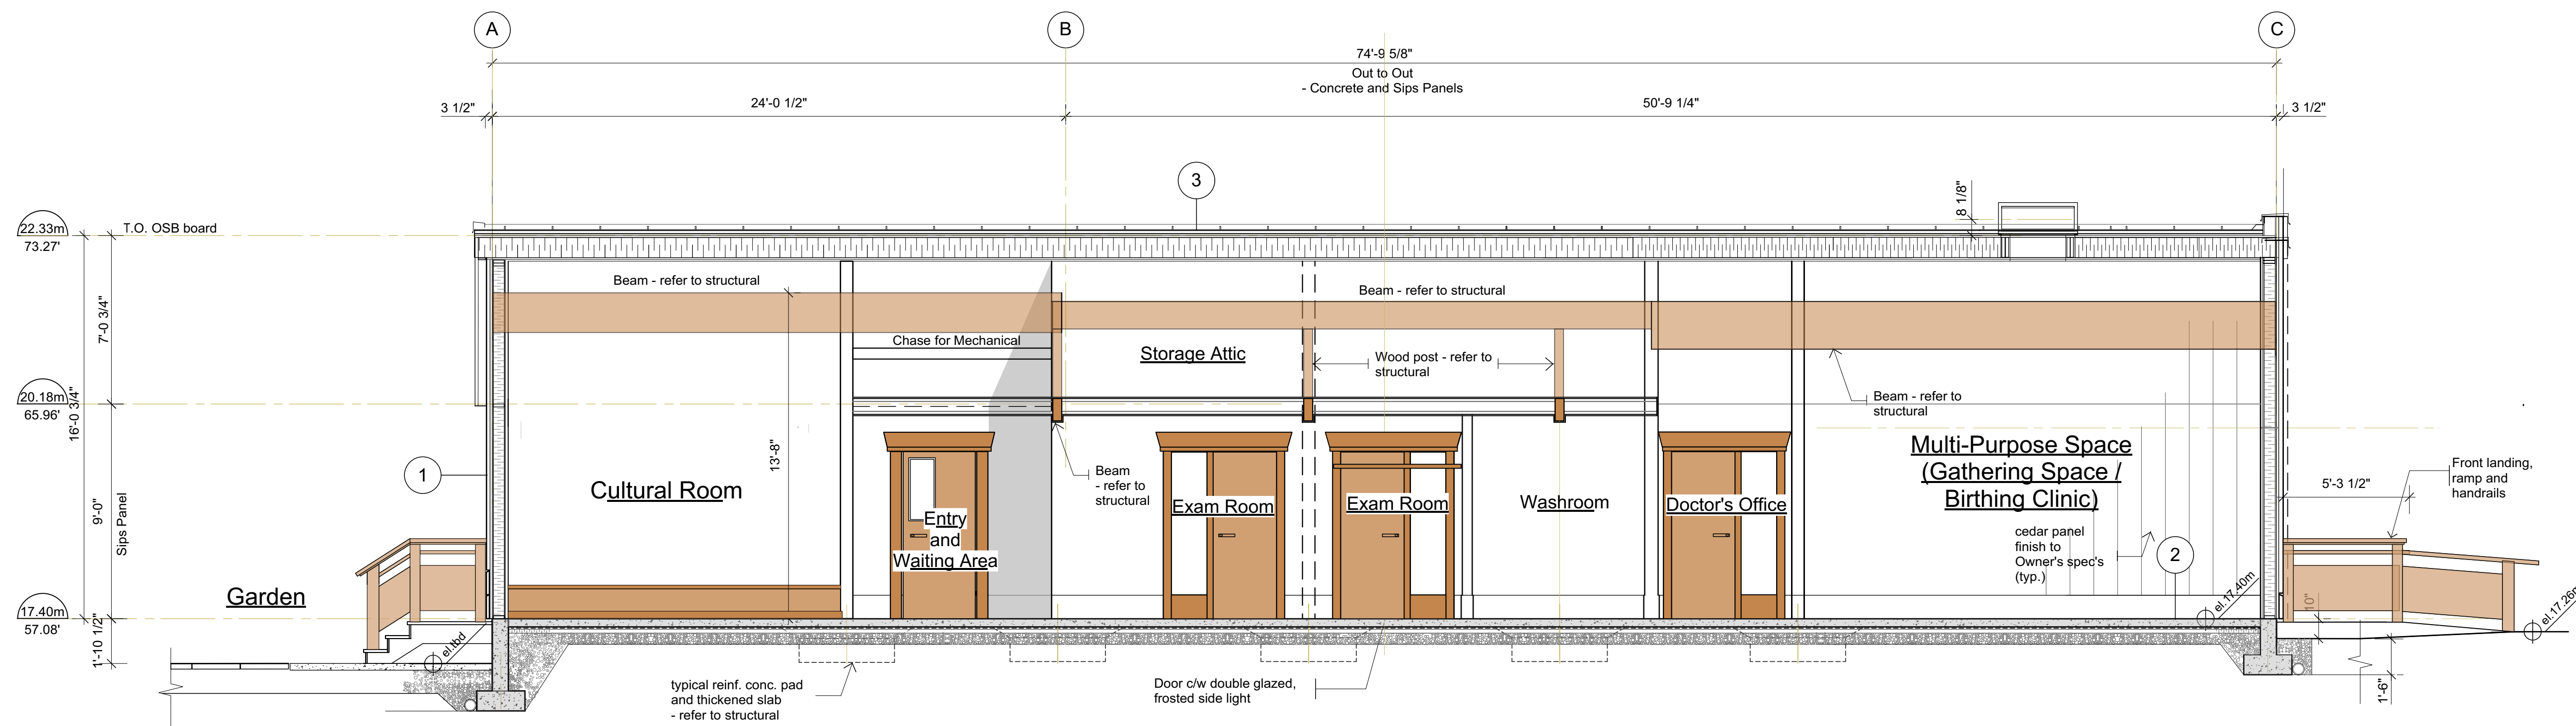 A
B
C
74'-9 5/8"
Out to Out
- Concrete and Sips Panels
3 1/2"
24'-0 1/2"
50'-9 1/4"
3 1/2"
3
8 1/8"
22.33m
73.27'
T.O. OSB board
7'-0 3/4"
16'-0 3/4"
Beam - refer to structural
Beam - refer to structural
Chase for Mechanical
Storage Attic
Wood post - refer to
structural
20.18m
65.96'
Beam - refer to
structural
13'-8"
1
9'-0"
Sips Panel
Cultural Room
Entry
and
Waiting Area
Beam
- refer to
structural
Exam Room
Exam Room
Washroom
Doctor's Office
Multi-Purpose Space
(Gathering Space /
Birthing Clinic)
cedar panel
finish to
Owner's spec's
(typ.)
2
5'-3 1/2"
Front landing,
ramp and
handrails
Garden
17.40m
57.08'
1'-10 1/2"
el.tbd
el.17.40m
10"
el.17.26m
1'-6"
typical reinf. conc. pad
and thickened slab
- refer to structural
Door c/w double glazed,
frosted side light